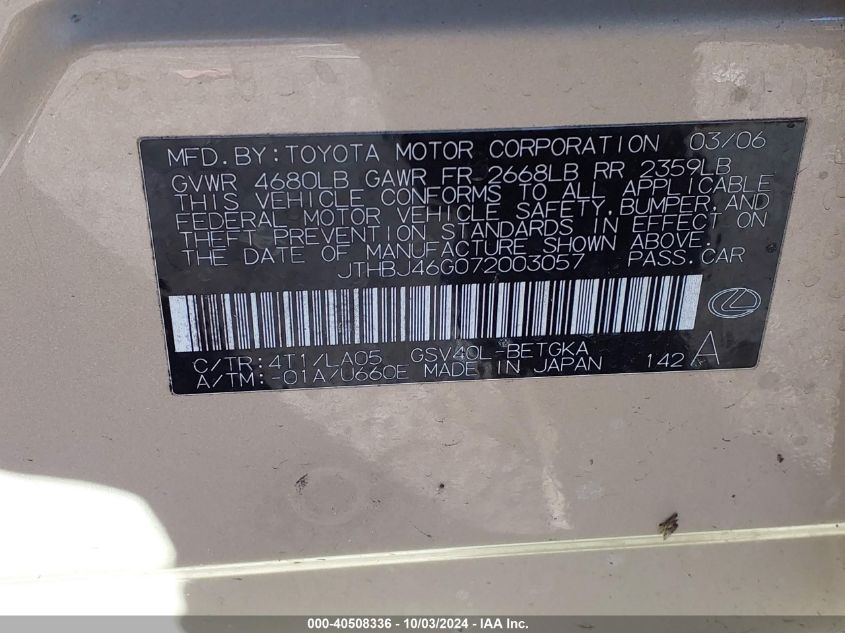 MFD. BY: TOYOTA MOTOR CORPORATION 03/06
GVWR 4680LB GAWR FR 2668LB RR 2359LB
THIS VEHICLE CONFORMS TO ALL APPLICABLE
FEDERAL MOTOR VEHICLE SAFETY, BUMPER, AND
THEFT PREVENTION STANDARDS IN EFFECT ON
THE DATE OF MANUFACTURE SHOWN ABOVE.
JTHBJ46G072003057 PASS. CAR
C/TR: 4T1/LA05 GSV40L-BETGKA
A/TM: -01A/U660E MADE IN JAPAN 142 A
000-40508336 - 10/03/2024 - IAA Inc.